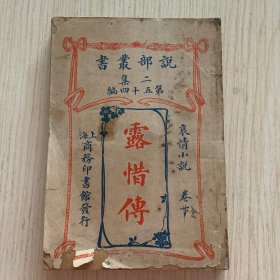 說部叢書
二集
第五十四編
哀情小說
露惜傳
上海商務印書館發行